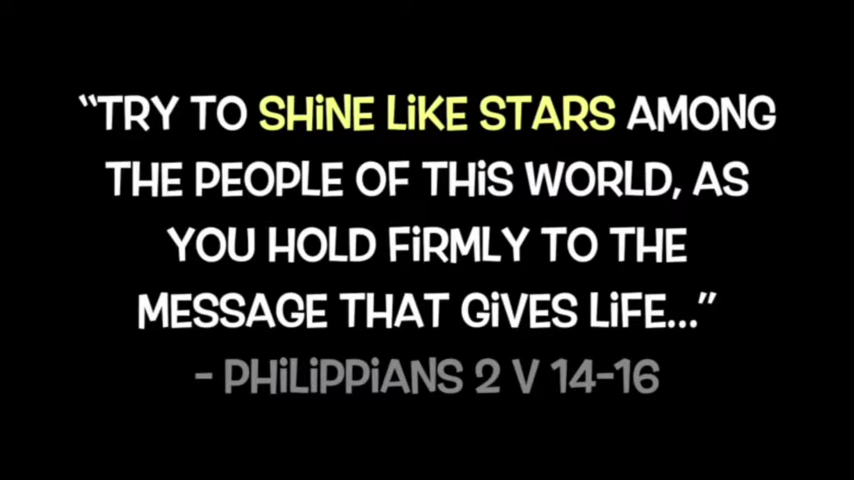 “TRY TO SHiNE LiKE STARS AMONG
THE PEOPLE OF THiS WORLD, AS
YOU HOLD FiRMLY TO THE
MESSAGE THAT GiVES LiFE...”
- PHiLiPPiANS 2 V 14-16